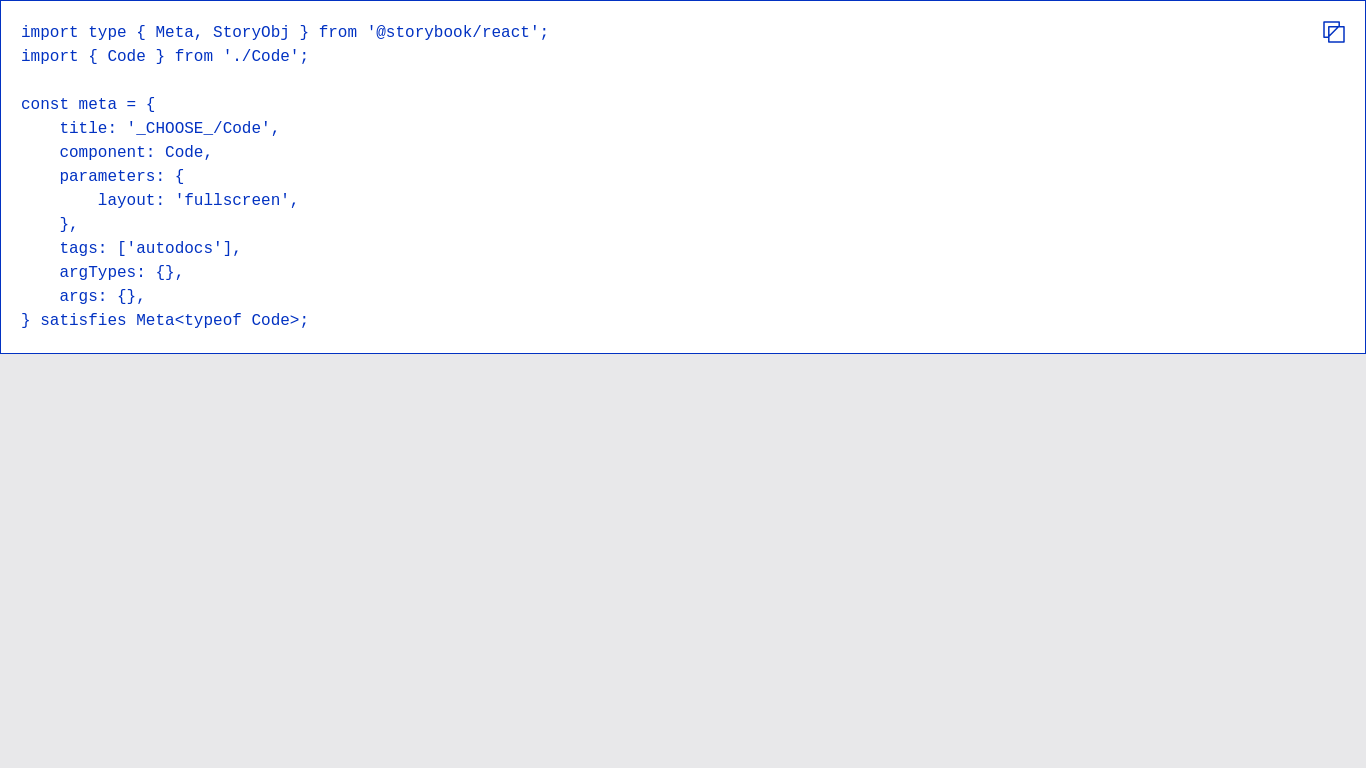 import type { Meta, StoryObj } from '@storybook/react';
import { Code } from './Code';

const meta = {
    title: '_CHOOSE_/Code',
    component: Code,
    parameters: {
        layout: 'fullscreen',
    },
    tags: ['autodocs'],
    argTypes: {},
    args: {},
} satisfies Meta<typeof Code>;